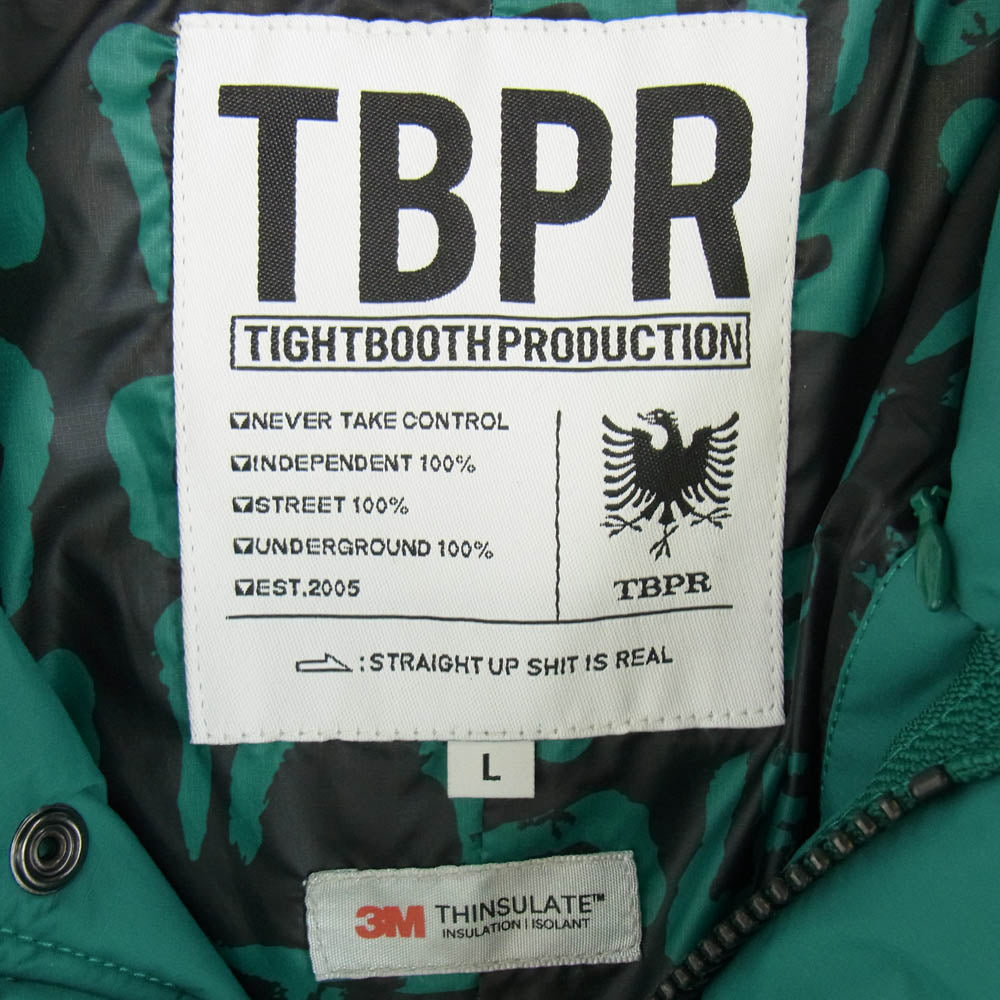 TBPR
TIGHTBOOTHPRODUCTION
NEVER TAKE CONTROL
INDEPENDENT 100%
STREET 100%
UNDERGROUND 100%
EST.2005
TBPR
:STRAIGHT UP SHIT IS REAL
L
3M THINSULATE™
INSULATION | ISOLANT